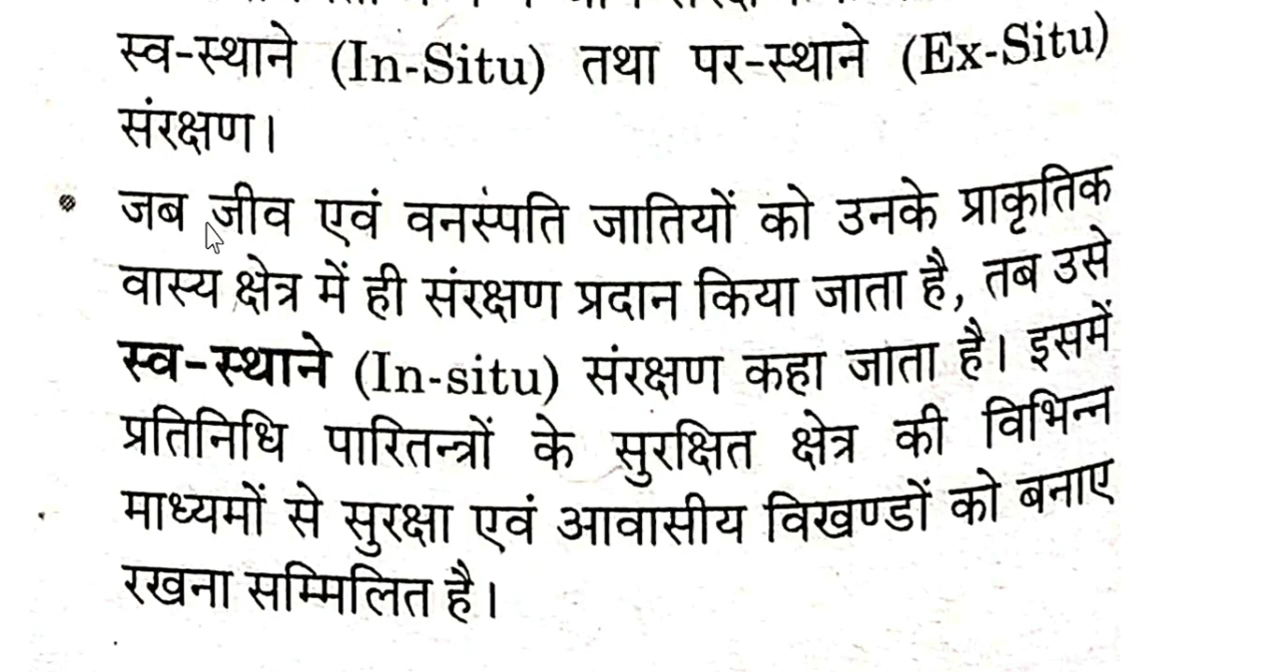 स्व-स्थाने (In-Situ) तथा पर-स्थाने (Ex-Situ)
संरक्षण।
जब जीव एवं वनस्पति जातियों को उनके प्राकृतिक
वास्य क्षेत्र में ही संरक्षण प्रदान किया जाता है, तब उसे
स्व-स्थाने (In-situ) संरक्षण कहा जाता है। इसमें
प्रतिनिधि पारितन्त्रों के सुरक्षित क्षेत्र की विभिन्न
माध्यमों से सुरक्षा एवं आवासीय विखण्डों को बनाए
रखना सम्मिलित है।